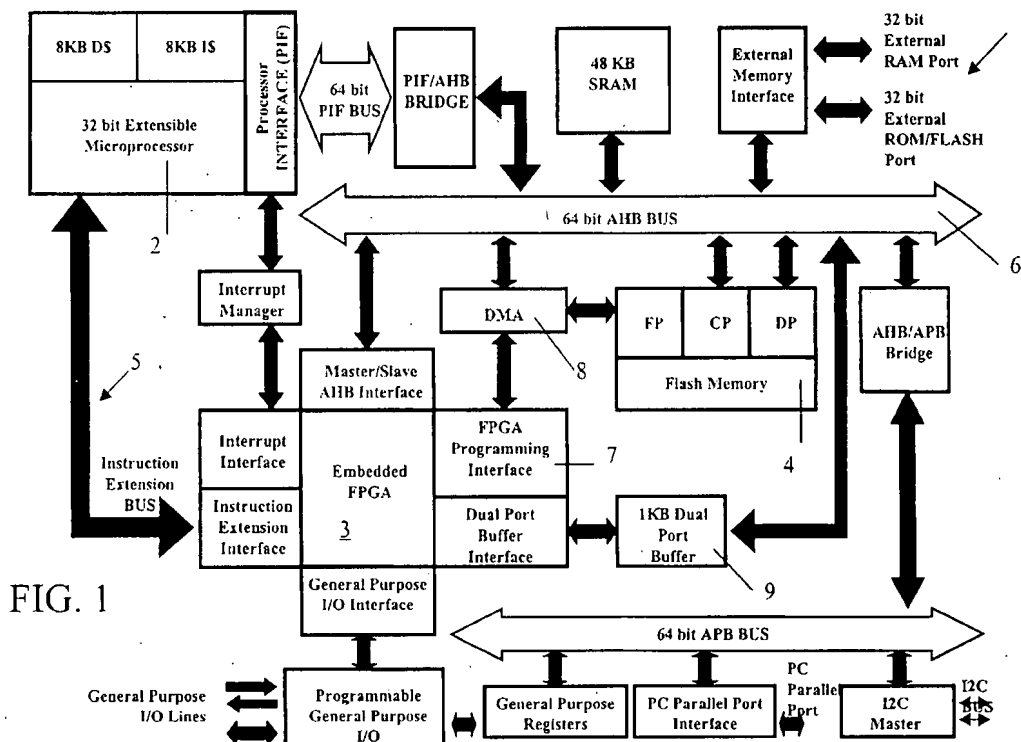 8KB D$
8KB I$
32 bit Extensible
Microprocessor
Processor
INTERFACE (PIF)
64 bit
PIF BUS
PIF/AHB
BRIDGE
48 KB
SRAM
External
Memory
Interface
32 bit
External
RAM Port
32 bit
External
ROM/FLASH
Port
2
64 bit AHB BUS
6
Interrupt
Manager
DMA
8
FP
CP
DP
Flash Memory
4
AHB/APB
Bridge
5
Master/Slave
AHB Interface
Interrupt
Interface
Embedded
FPGA
3
FPGA
Programming
Interface
7
Instruction
Extension
BUS
Instruction
Extension
Interface
Dual Port
Buffer
Interface
1KB Dual
Port
Buffer
9
General Purpose
I/O Interface
FIG. 1
64 bit APB BUS
General Purpose
I/O Lines
Programmable
General Purpose
I/O
General Purpose
Registers
PC Parallel Port
Interface
PC
Parallel
Port
I2C
Master
I2C
BUS